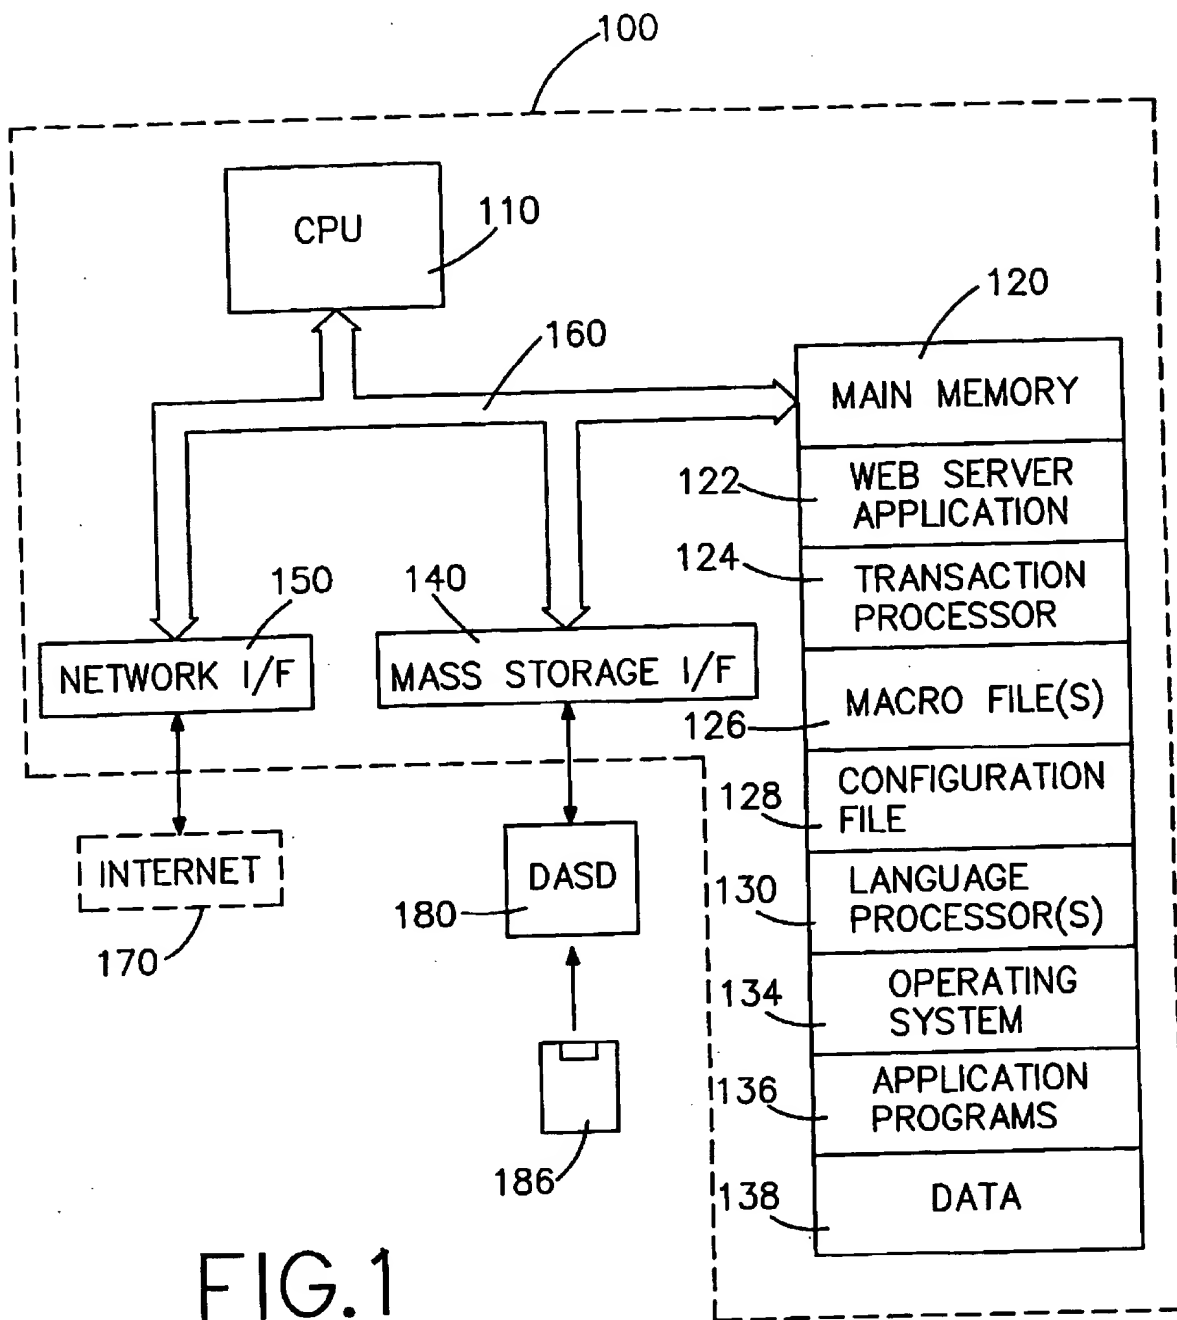 100
CPU
110
120
160
MAIN MEMORY
122
WEB SERVER
APPLICATION
124
TRANSACTION
PROCESSOR
150
140
NETWORK I/F
MASS STORAGE I/F
126
MACRO FILE(S)
128
CONFIGURATION
FILE
INTERNET
170
DASD
180
130
LANGUAGE
PROCESSOR(S)
134
OPERATING
SYSTEM
136
APPLICATION
PROGRAMS
186
138
DATA
FIG.1